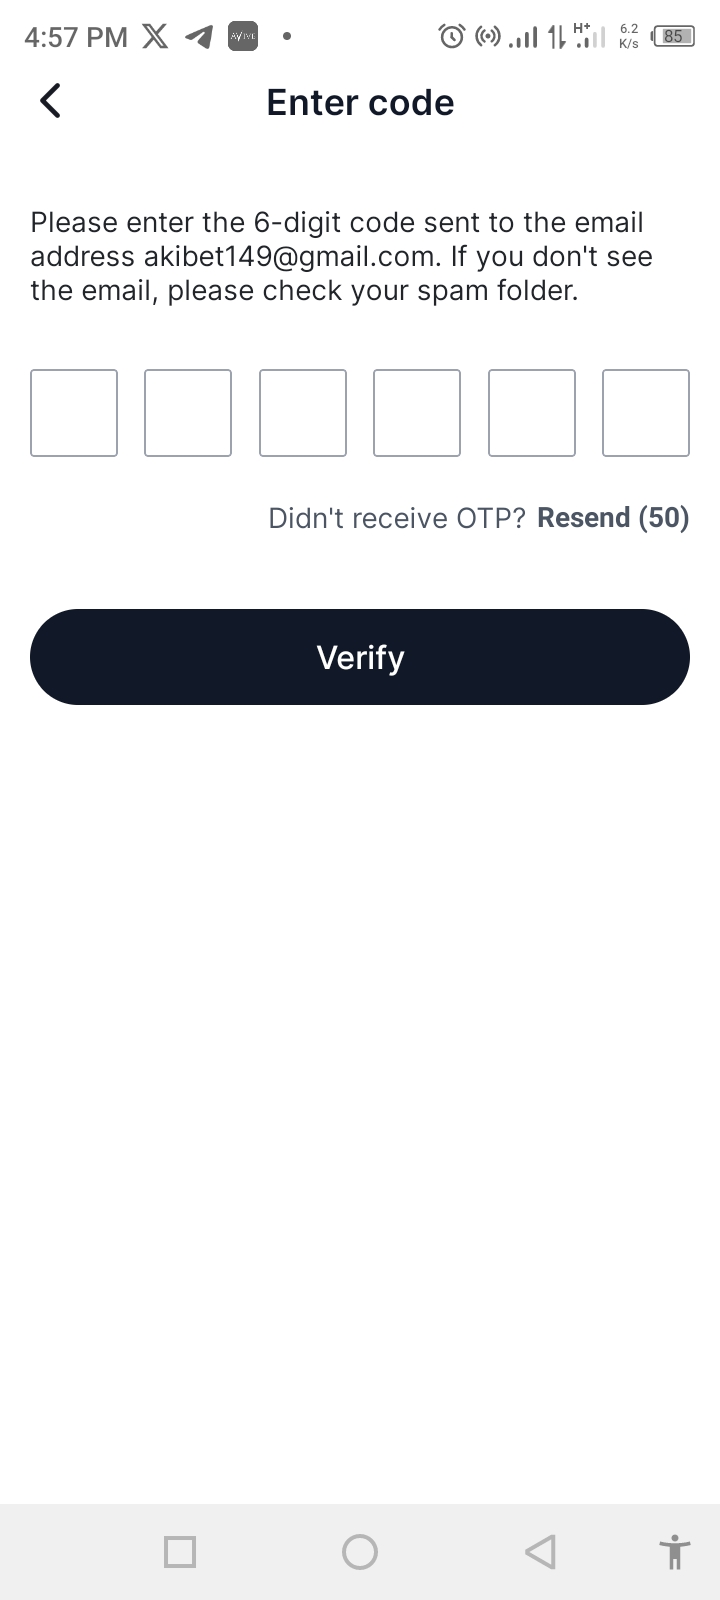 4:57 PM
AVIVE
H+
6.2
K/s
85
Enter code
Please enter the 6-digit code sent to the email
address akibet149@gmail.com. If you don't see
the email, please check your spam folder.
Didn't receive OTP? Resend (50)
Verify